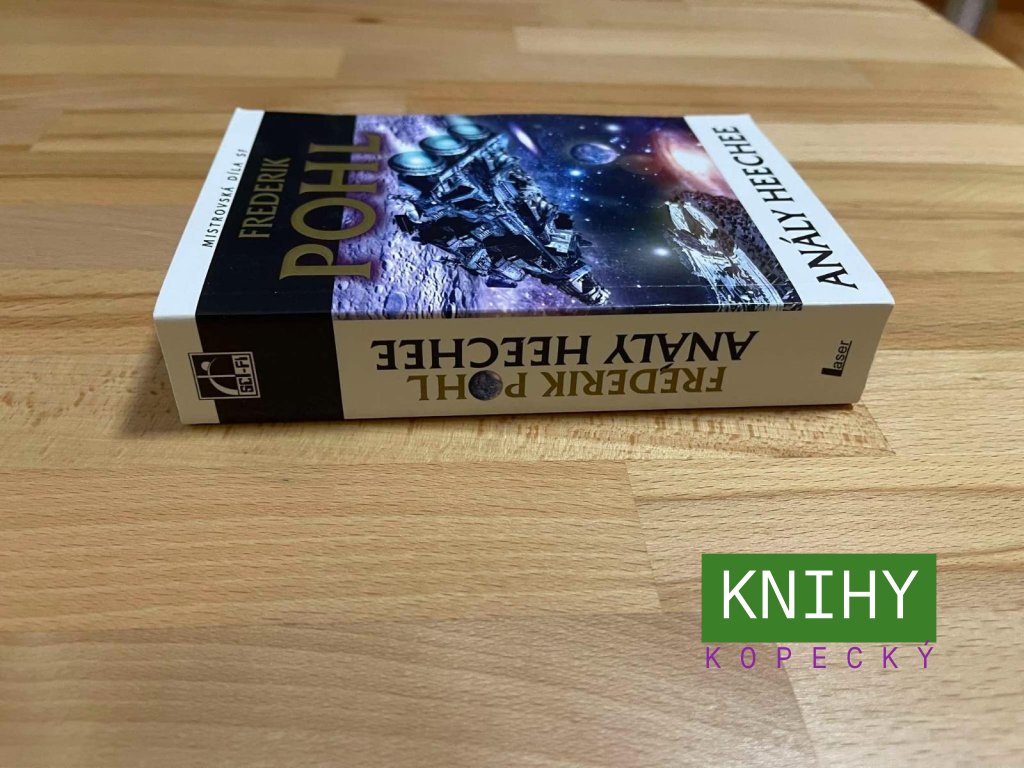 MISTROVSKÁ DÍLA SF
FREDERIK
POHL
ANÁLY HEECHEE
SCI-FI
FREDERIK POHL
ANÁLY HEECHEE
Laser
KNIHY
KOPECKÝ